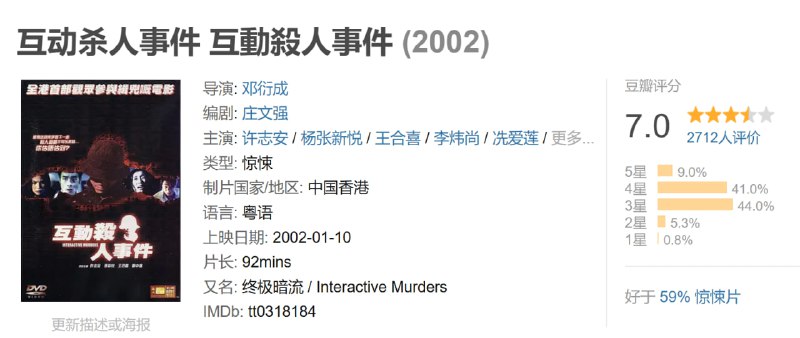 互动杀人事件 互動殺人事件 (2002)
全港首部觀眾參與緝兇嘅電影
互動殺
人事件
INTERACTIVE MURDERS
DVD
更新描述或海报
导演: 邓衍成
编剧: 庄文强
主演: 许志安 / 杨张新悦 / 王合喜 / 李炜尚 / 冼爱莲 / 更多...
类型: 惊悚
制片国家/地区: 中国香港
语言: 粤语
上映日期: 2002-01-10
片长: 92mins
又名: 终极暗流 / Interactive Murders
IMDb: tt0318184
豆瓣评分
7.0
2712人评价
5星 9.0%
4星 41.0%
3星 44.0%
2星 5.3%
1星 0.8%
好于 59% 惊悚片